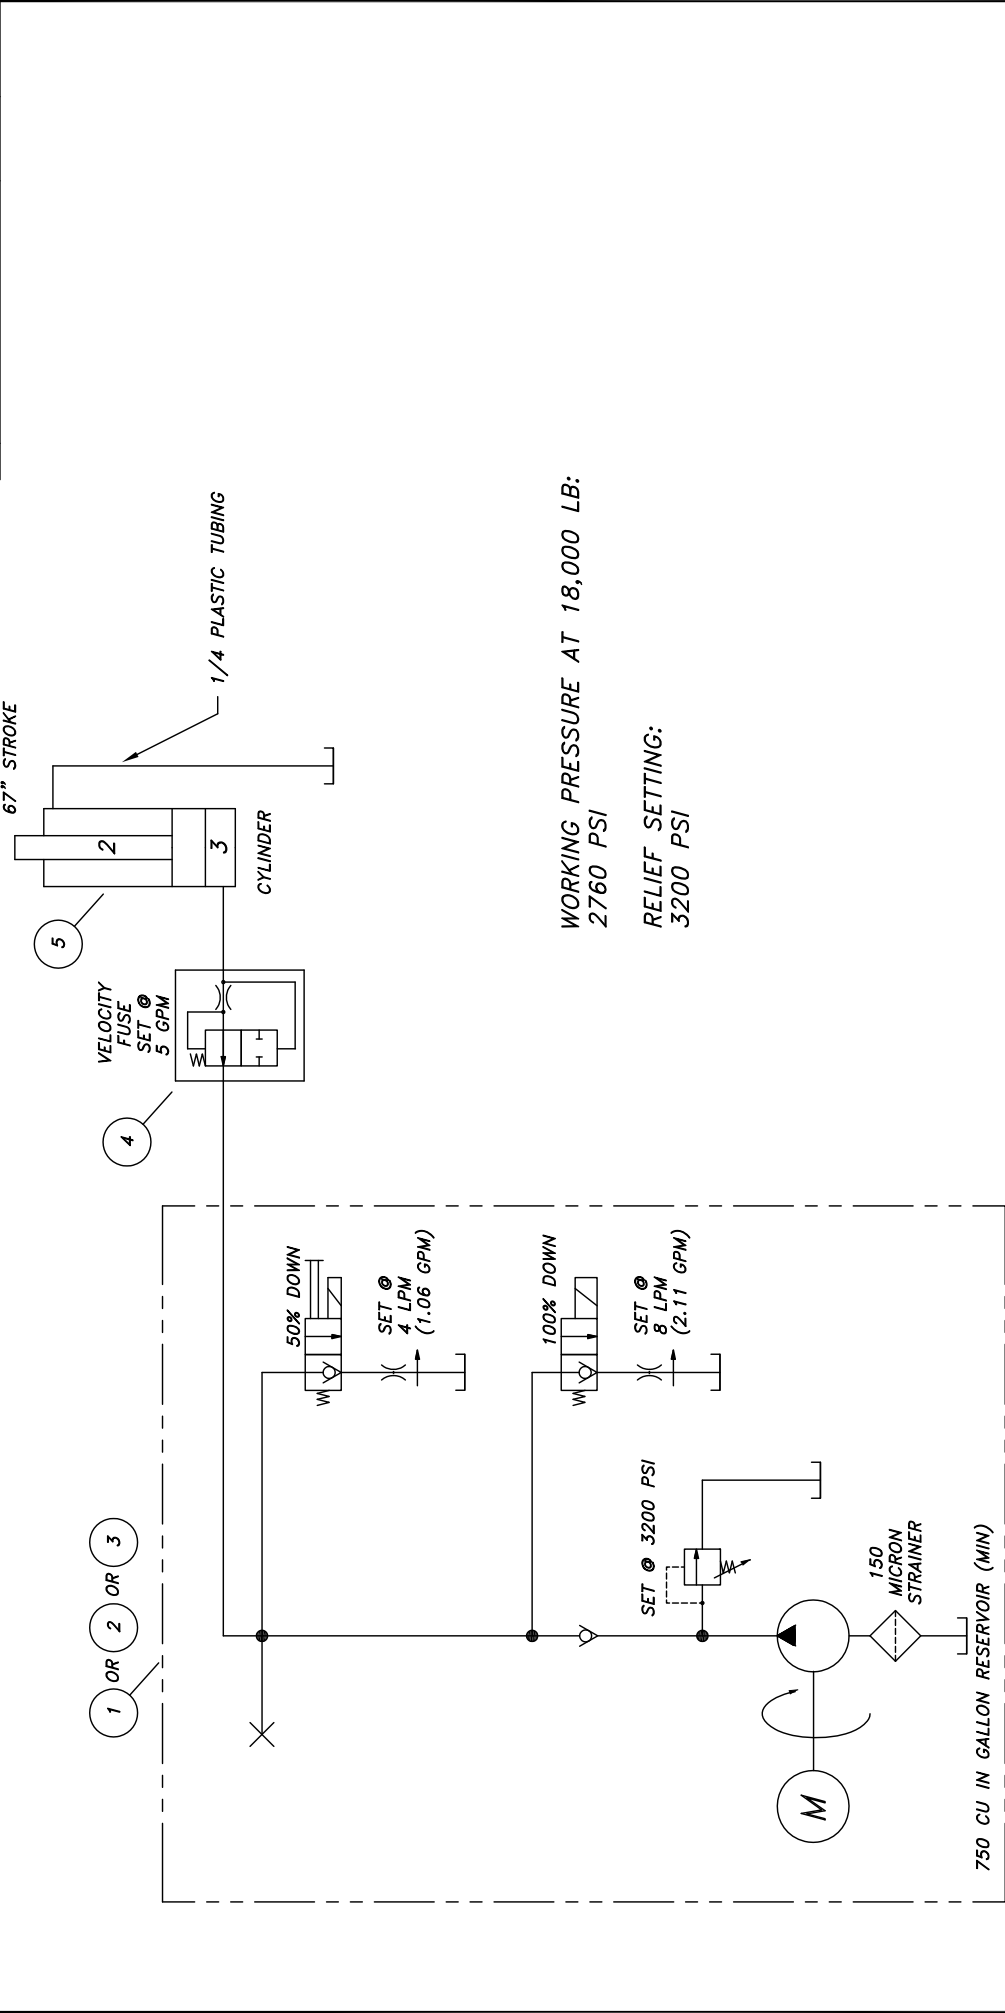 67" STROKE
1/4 PLASTIC TUBING
2
3
CYLINDER
5
VELOCITY
FUSE
SET @
5 GPM
4
1 OR 2 OR 3
50% DOWN
SET @
4 LPM
(1.06 GPM)
100% DOWN
SET @
8 LPM
(2.11 GPM)
SET @ 3200 PSI
150
MICRON
STRAINER
M
750 CU IN GALLON RESERVOIR (MIN)
WORKING PRESSURE AT 18,000 LB:
2760 PSI
RELIEF SETTING:
3200 PSI